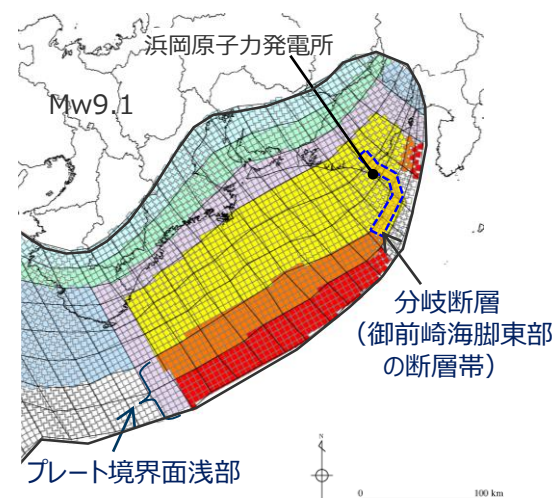 浜岡原子力発電所
Mw9.1
分岐断層
（御前崎海脚東部
の断層帯）
プレート境界面浅部
N
0 100 km